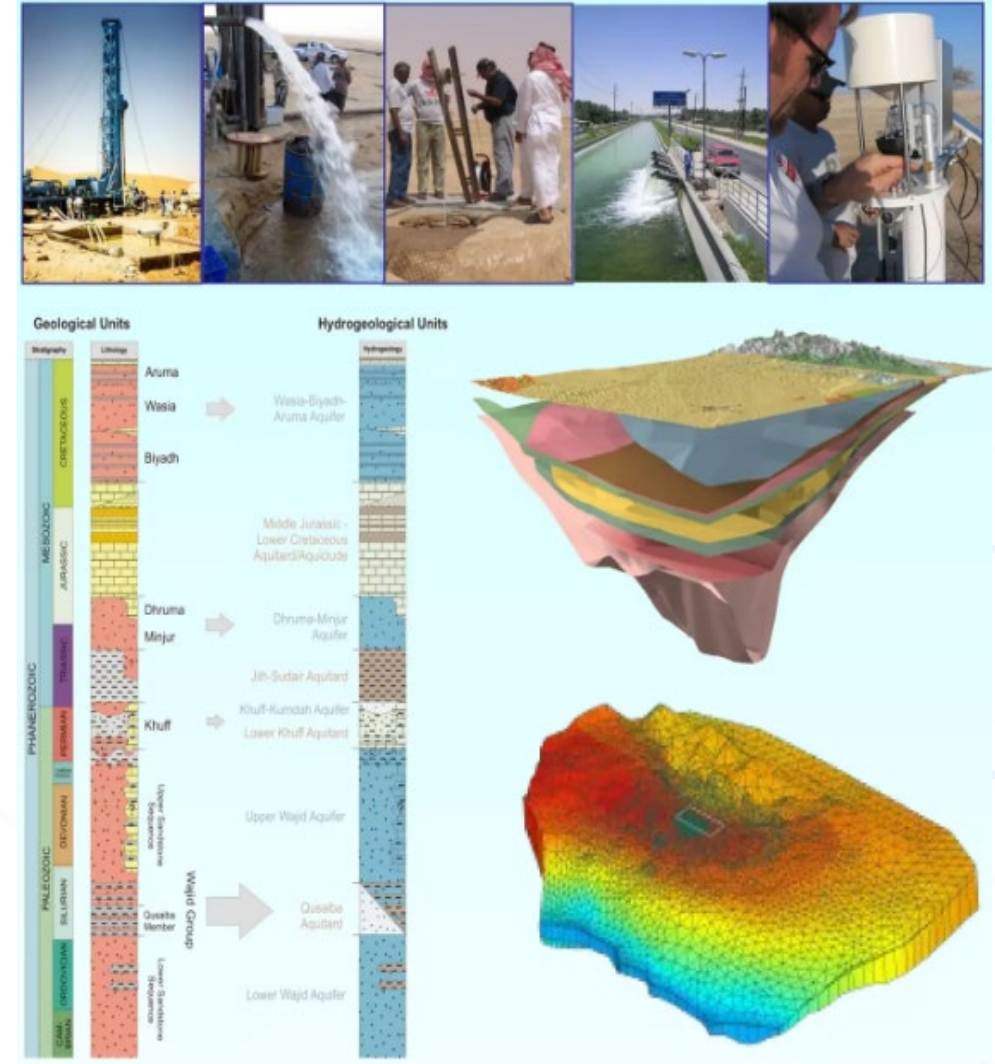 Geological Units
Hydrogeological Units
Stratigraphy
Lithology
Hydrogeology
PHANEROZOIC
MESOZOIC
PALEOZOIC
CRETACEOUS
JURASSIC
TRIASSIC
PERMIAN
DEVONIAN
SILURIAN
ORDOVICIAN
CAM-
BRIAN
Aruma
Wasia
Biyadh
Dhruma
Minjur
Khuff
Upper Sandstone
Sequence
Qusaiba
Member
Lower Sandstone
Sequence
Wajid Group
Wasia-Biyadh-
Aruma Aquifer
Middle Jurassic -
Lower Cretaceous
Aquitard/Aquiclude
Dhruma-Minjur
Aquifer
Jilh-Sudair Aquitard
Khuff-Kumdah Aquifer
Lower Khuff Aquitard
Upper Wajid Aquifer
Qusaiba
Aquitard
Lower Wajid Aquifer